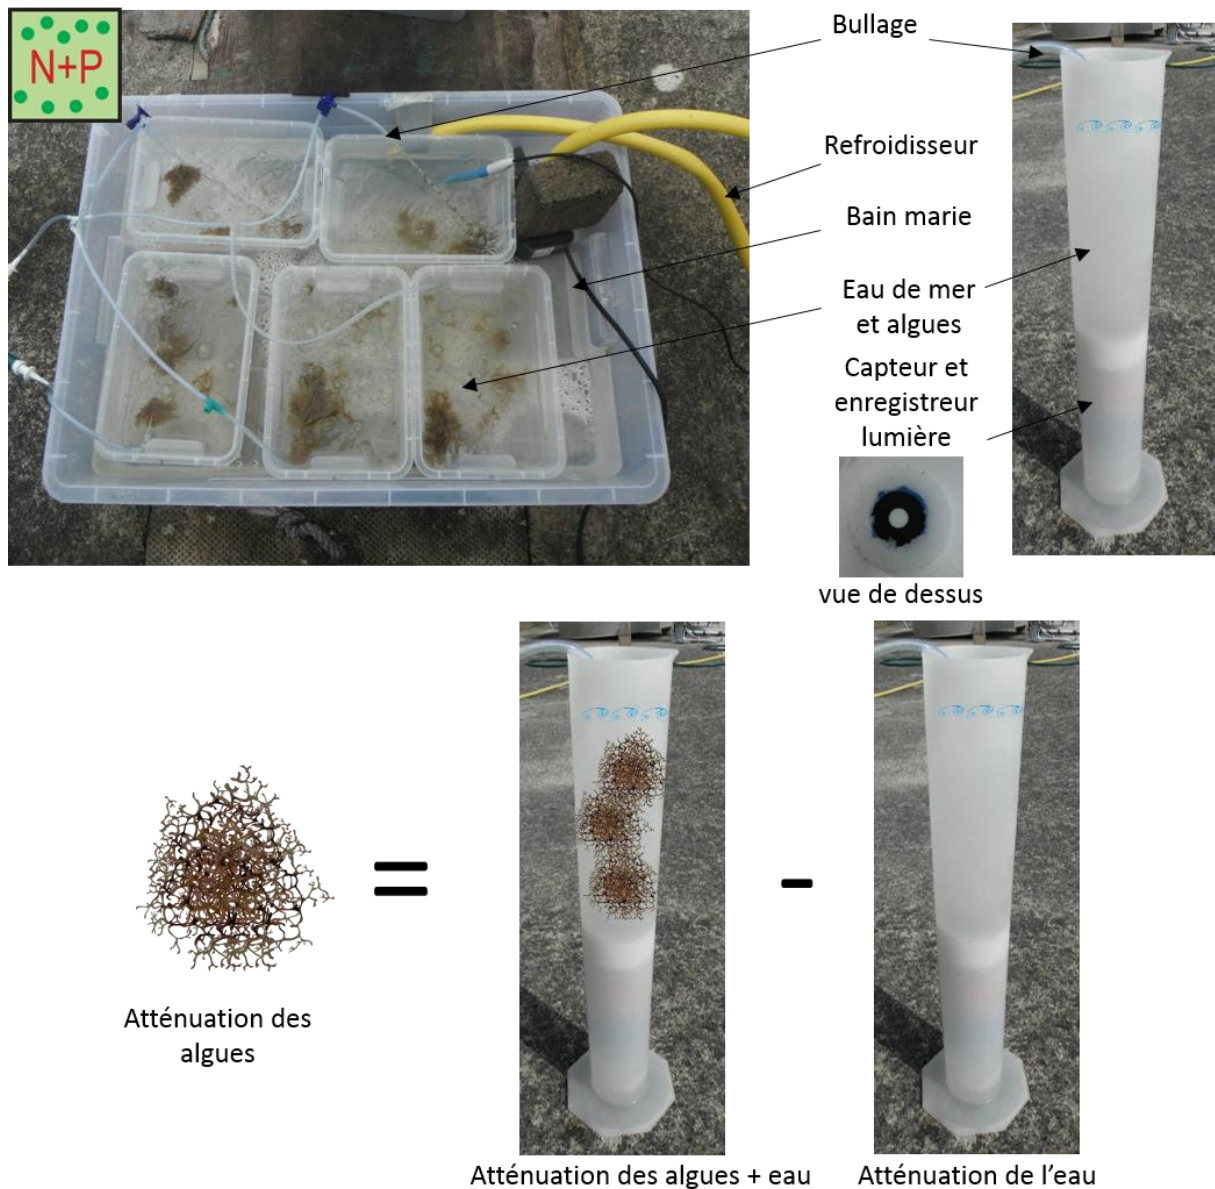 N+P
Bullage
Refroidisseur
Bain marie
Eau de mer
et algues
Capteur et
enregistreur
lumière
vue de dessus
Atténuation des
algues
=
-
Atténuation des algues + eau
Atténuation de l'eau